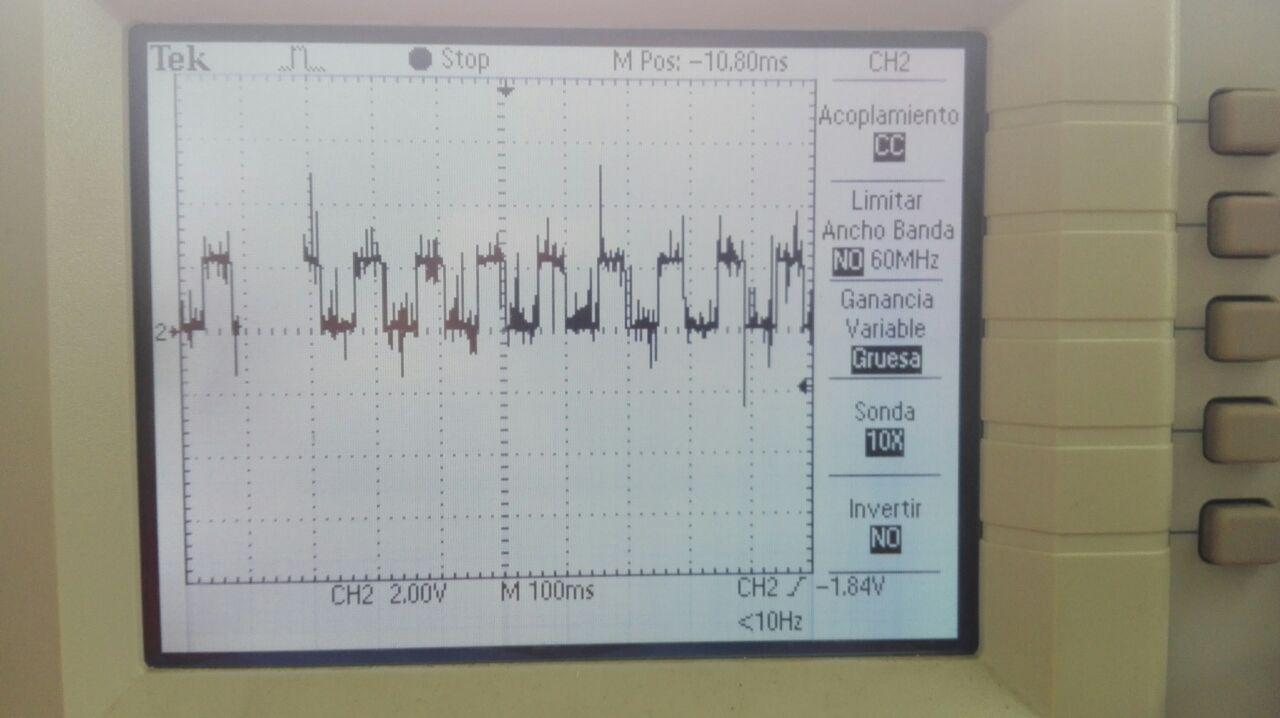 Tek
Stop
M Pos: -10.80ms
CH2
Acoplamiento
CC
Limitar
Ancho Banda
NO 60MHz
Ganancia
Variable
Gruesa
Sonda
10X
Invertir
NO
2
CH2 2.00V
M 100ms
CH2 -1.84V
<10Hz